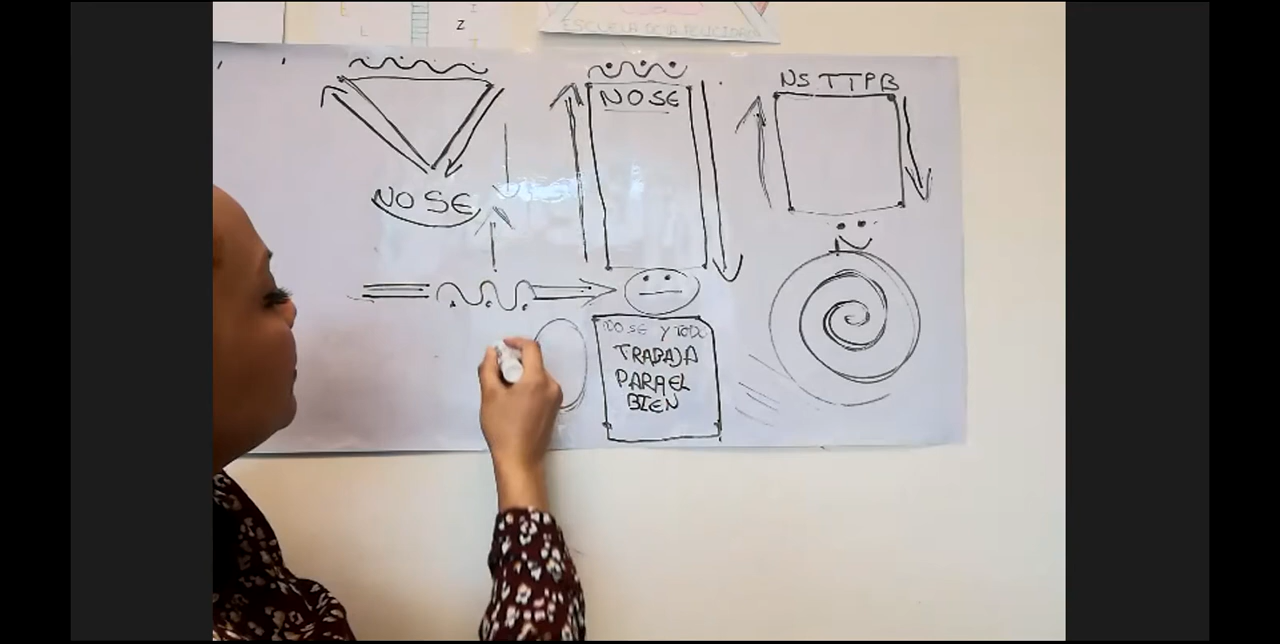 E
I
L
Z
I
ESCUELA DE LA FELICIDAD
NO SE
NOSE
NS TTPB
NO SE Y TODO
TRABAJA
PARA EL
BIEN